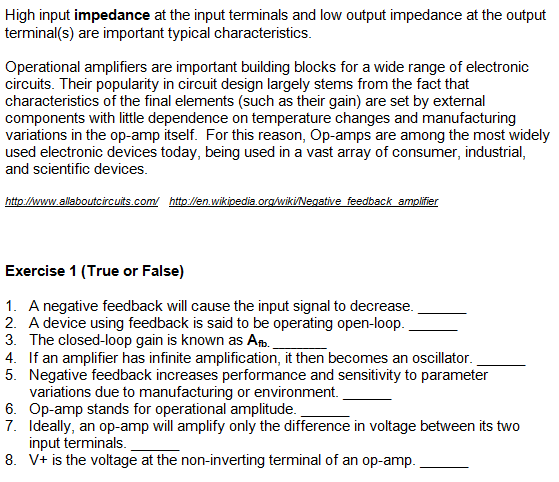 High input impedance at the input terminals and low output impedance at the output
terminal(s) are important typical characteristics.
Operational amplifiers are important building blocks for a wide range of electronic
circuits. Their popularity in circuit design largely stems from the fact that
characteristics of the final elements (such as their gain) are set by external
components with little dependence on temperature changes and manufacturing
variations in the op-amp itself.  For this reason, Op-amps are among the most widely
used electronic devices today, being used in a vast array of consumer, industrial,
and scientific devices.
http://www.allaboutcircuits.com/   http://en.wikipedia.org/wiki/Negative_feedback_amplifier
Exercise 1 (True or False)
1. A negative feedback will cause the input signal to decrease. ______
2. A device using feedback is said to be operating open-loop. ______
3. The closed-loop gain is known as Afb. _______
4. If an amplifier has infinite amplification, it then becomes an oscillator. ______
5. Negative feedback increases performance and sensitivity to parameter
variations due to manufacturing or environment. ______
6. Op-amp stands for operational amplitude. ______
7. Ideally, an op-amp will amplify only the difference in voltage between its two
input terminals. ______
8. V+ is the voltage at the non-inverting terminal of an op-amp. ______